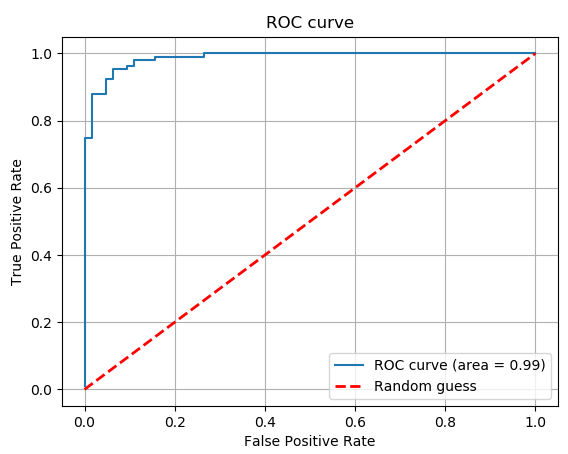 ROC curve
True Positive Rate
1.0
0.8
0.6
0.4
0.2
0.0
0.0 0.2 0.4 0.6 0.8 1.0
False Positive Rate
ROC curve (area = 0.99)
Random guess